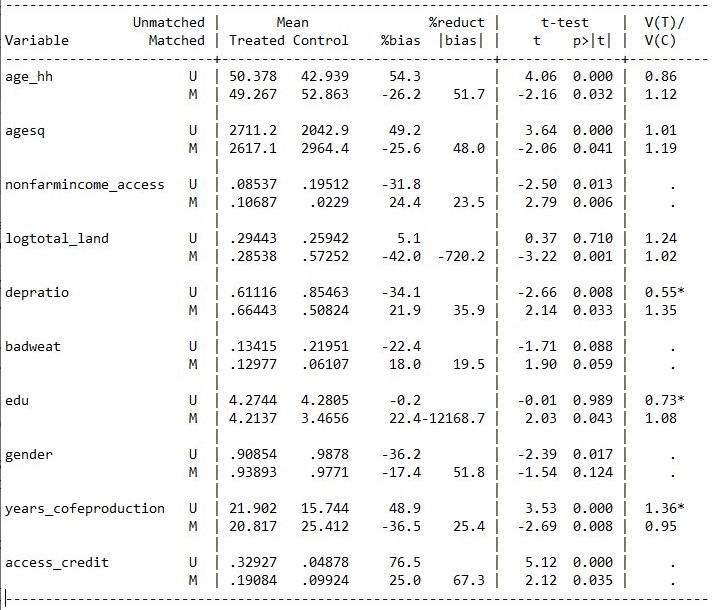 Unmatched | Mean %reduct | t-test | V(T)/
Variable Matched | Treated Control %bias |bias| | t p>|t| | V(C)
age_hh U | 50.378 42.939 54.3 | 4.06 0.000 | 0.86
M | 49.267 52.863 -26.2 51.7 | -2.16 0.032 | 1.12
agesq U | 2711.2 2042.9 49.2 | 3.64 0.000 | 1.01
M | 2617.1 2964.4 -25.6 48.0 | -2.06 0.041 | 1.19
nonfarmincome_access U | .08537 .19512 -31.8 | -2.50 0.013 | .
M | .10687 .0229 24.4 23.5 | 2.79 0.006 | .
logtotal_land U | .29443 .25942 5.1 | 0.37 0.710 | 1.24
M | .28538 .57252 -42.0 -720.2 | -3.22 0.001 | 1.02
depratio U | .61116 .85463 -34.1 | -2.66 0.008 | 0.55*
M | .66443 .50824 21.9 35.9 | 2.14 0.033 | 1.35
badweat U | .13415 .21951 -22.4 | -1.71 0.088 | .
M | .12977 .06107 18.0 19.5 | 1.90 0.059 | .
edu U | 4.2744 4.2805 -0.2 | -0.01 0.989 | 0.73*
M | 4.2137 3.4656 22.4-12168.7 | 2.03 0.043 | 1.08
gender U | .90854 .9878 -36.2 | -2.39 0.017 | .
M | .93893 .9771 -17.4 51.8 | -1.54 0.124 | .
years_cofeproduction U | 21.902 15.744 48.9 | 3.53 0.000 | 1.36*
M | 20.817 25.412 -36.5 25.4 | -2.69 0.008 | 0.95
access_credit U | .32927 .04878 76.5 | 5.12 0.000 | .
M | .19084 .09924 25.0 67.3 | 2.12 0.035 | .